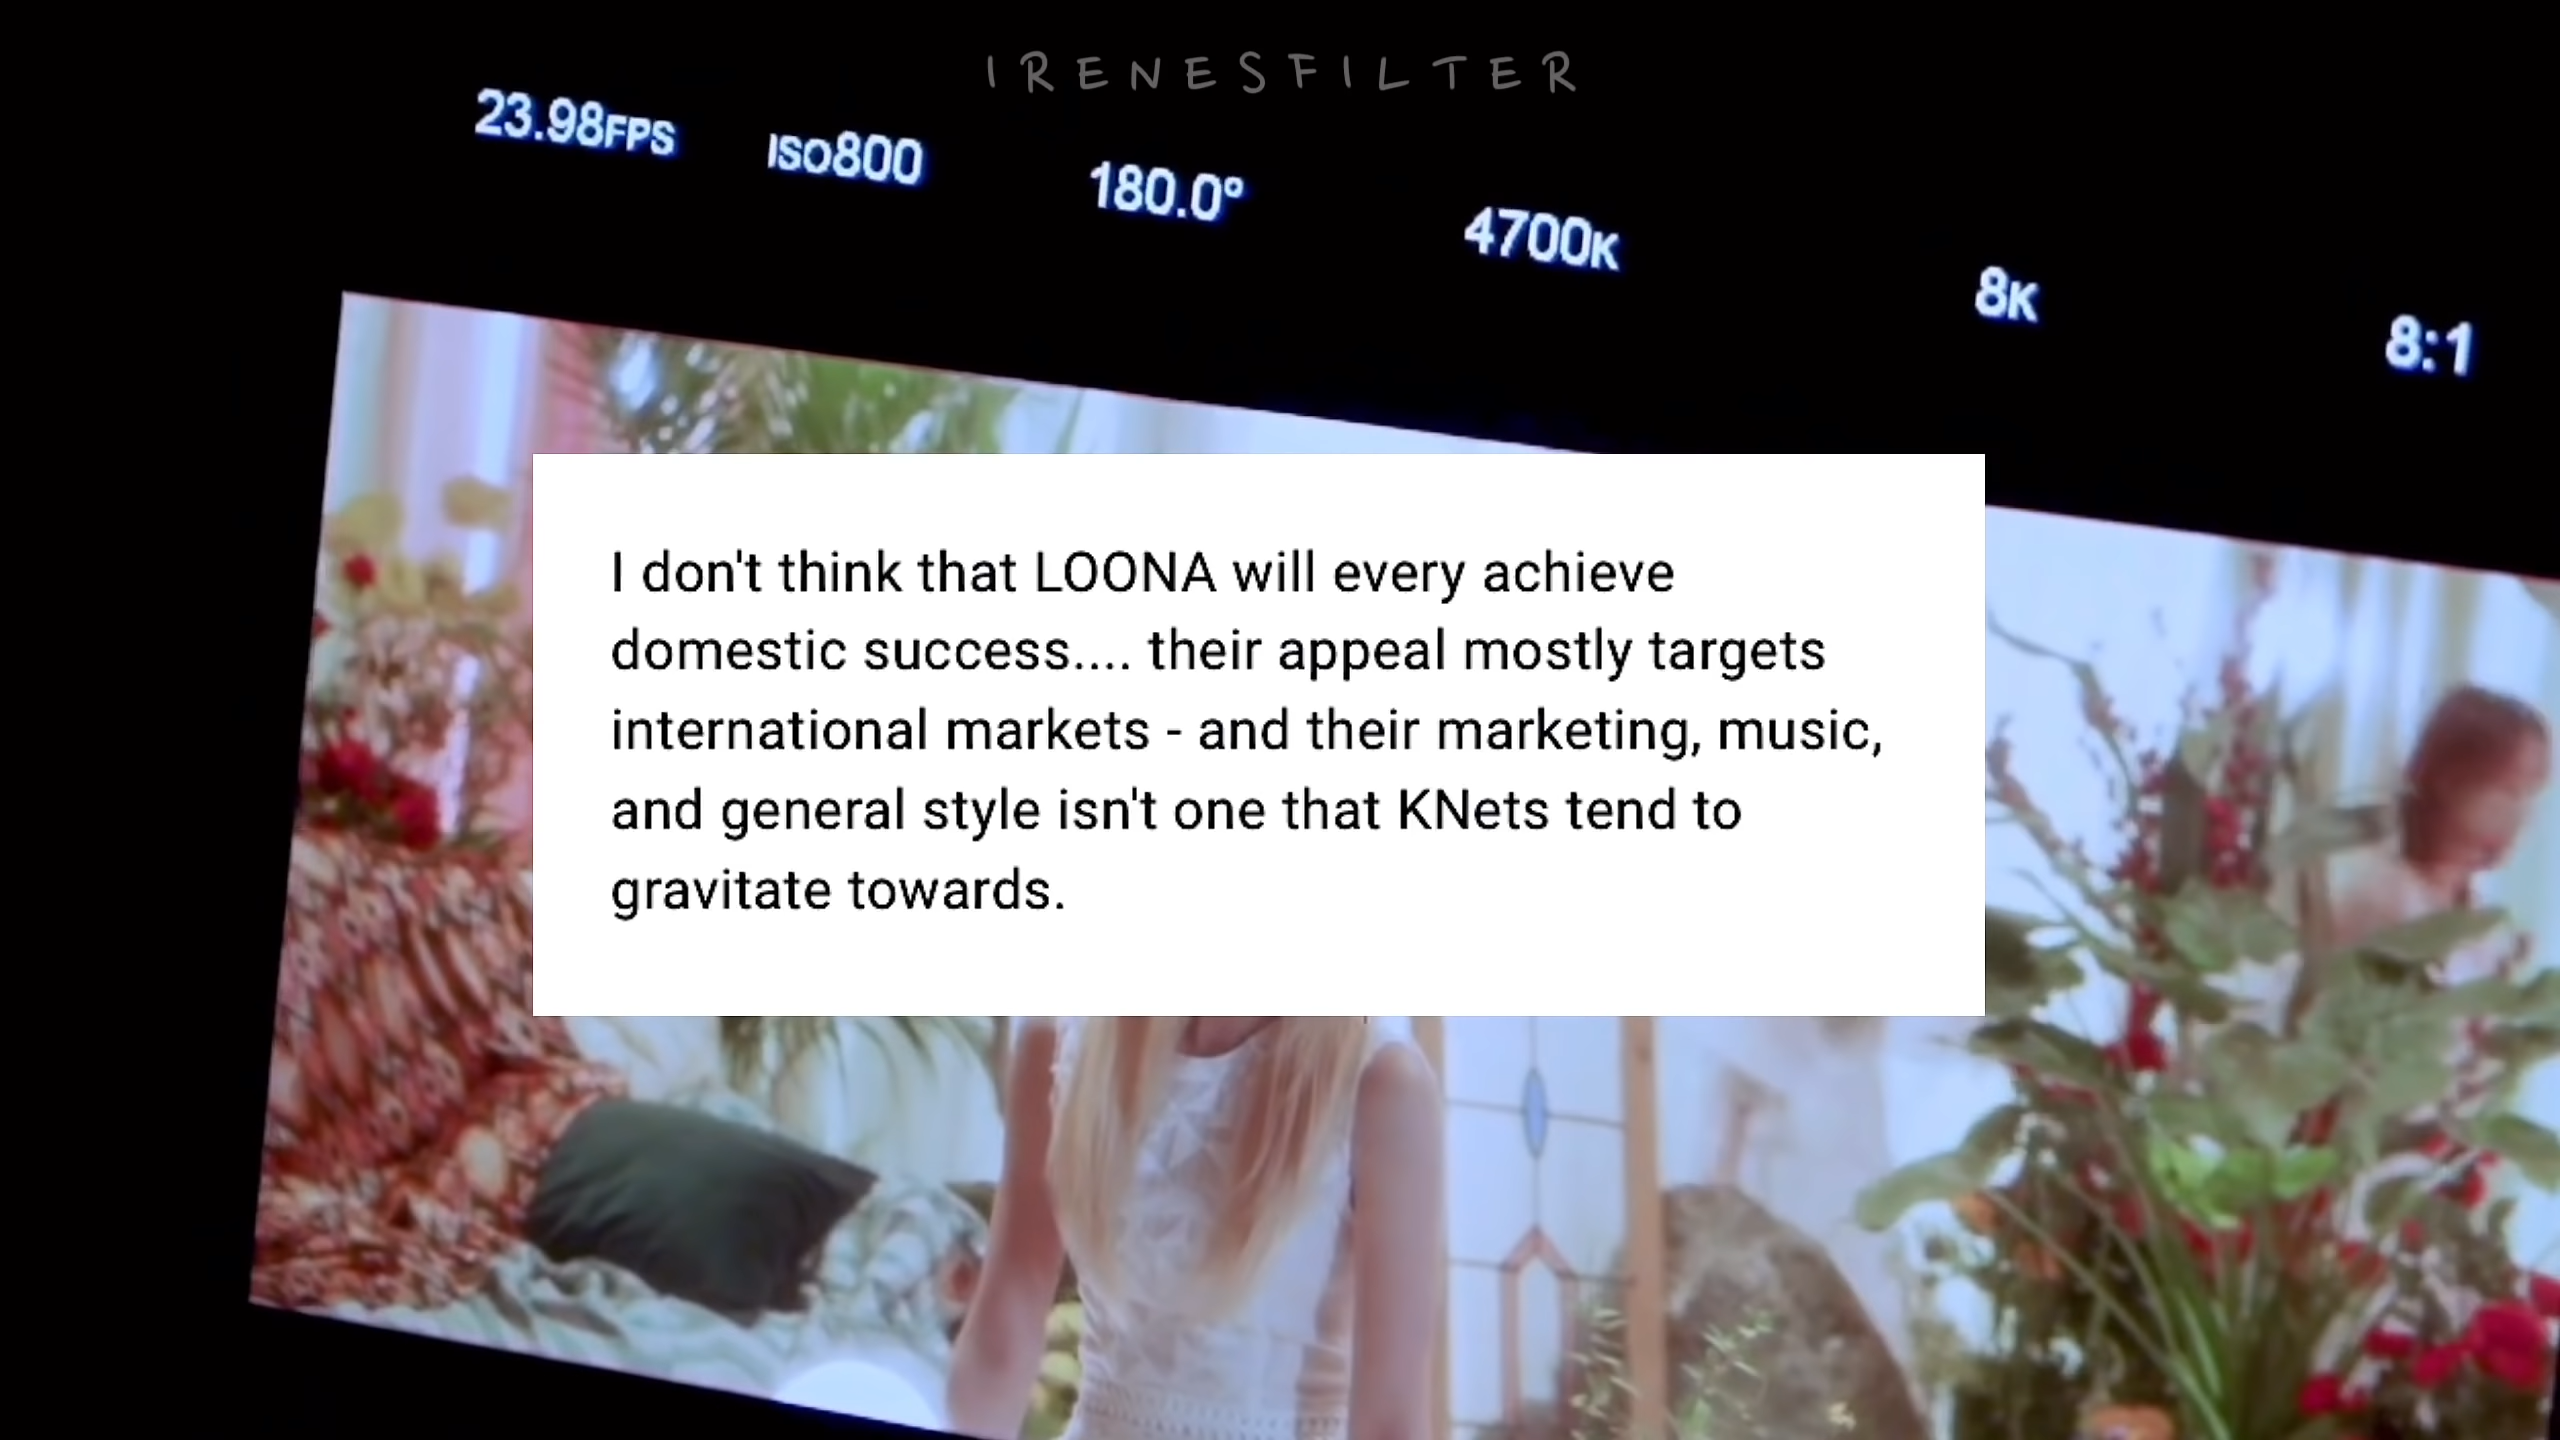 IRENESFILTER
23.98FPS ISO800 180.0° 4700K 8K 8:1
I don't think that LOONA will every achieve
domestic success.... their appeal mostly targets
international markets - and their marketing, music,
and general style isn't one that KNets tend to
gravitate towards.